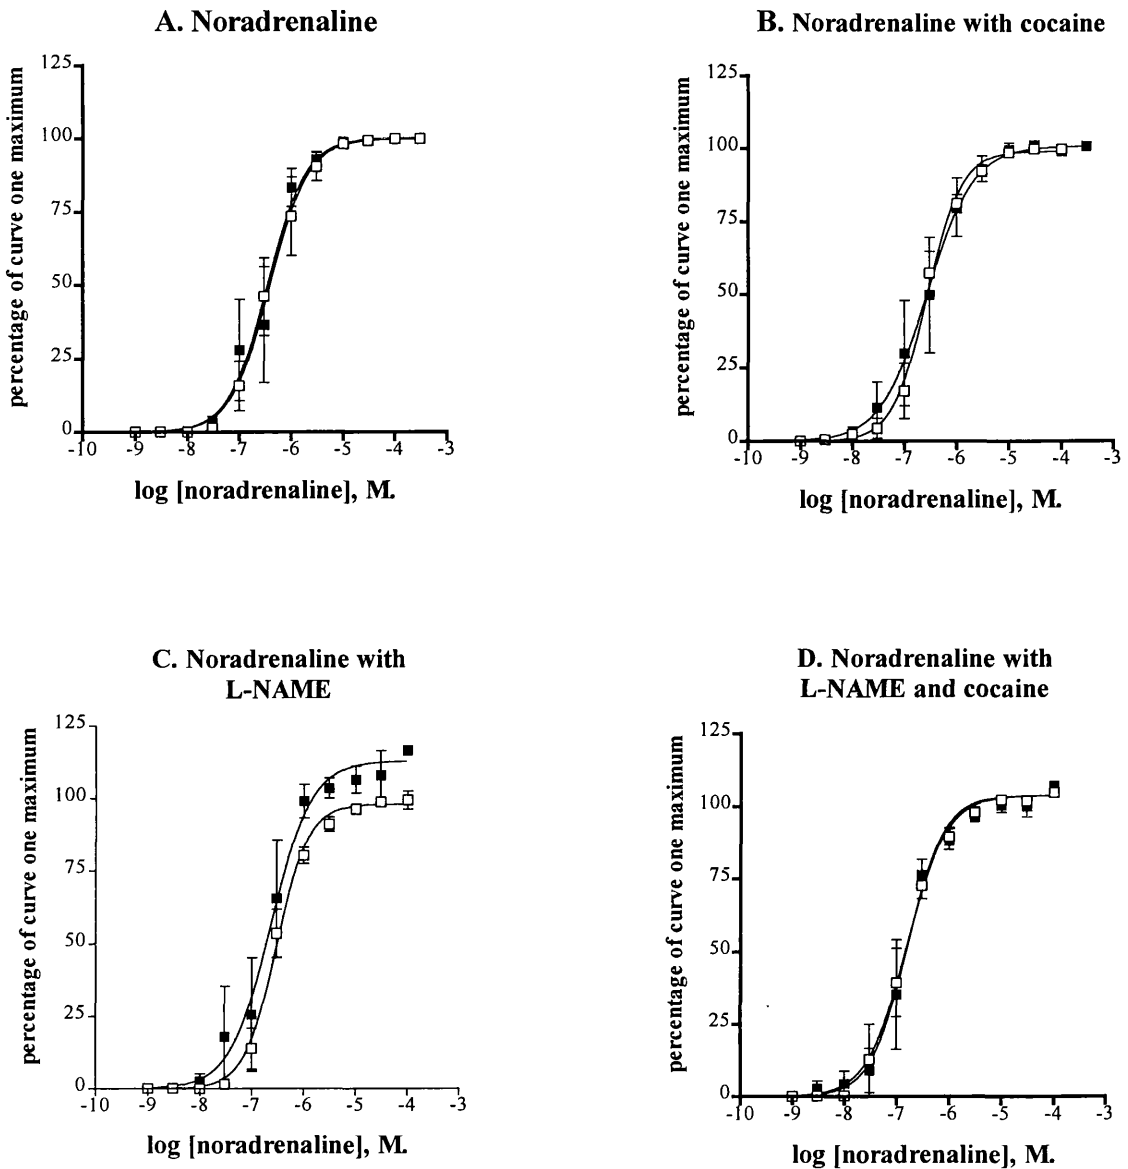 A. Noradrenaline
125
100
75
50
25
0
-10 -9 -8 -7 -6 -5 -4 -3
percentage of curve one maximum
log [noradrenaline], M.
B. Noradrenaline with cocaine
125
100
75
50
25
0
-10 -9 -8 -7 -6 -5 -4 -3
percentage of curve one maximum
log [noradrenaline], M.
C. Noradrenaline with
L-NAME
125
100
75
50
25
0
-10 -9 -8 -7 -6 -5 -4 -3
percentage of curve one maximum
log [noradrenaline], M.
D. Noradrenaline with
L-NAME and cocaine
125
100
75
50
25
0
-10 -9 -8 -7 -6 -5 -4 -3
percentage of curve one maximum
log [noradrenaline], M.